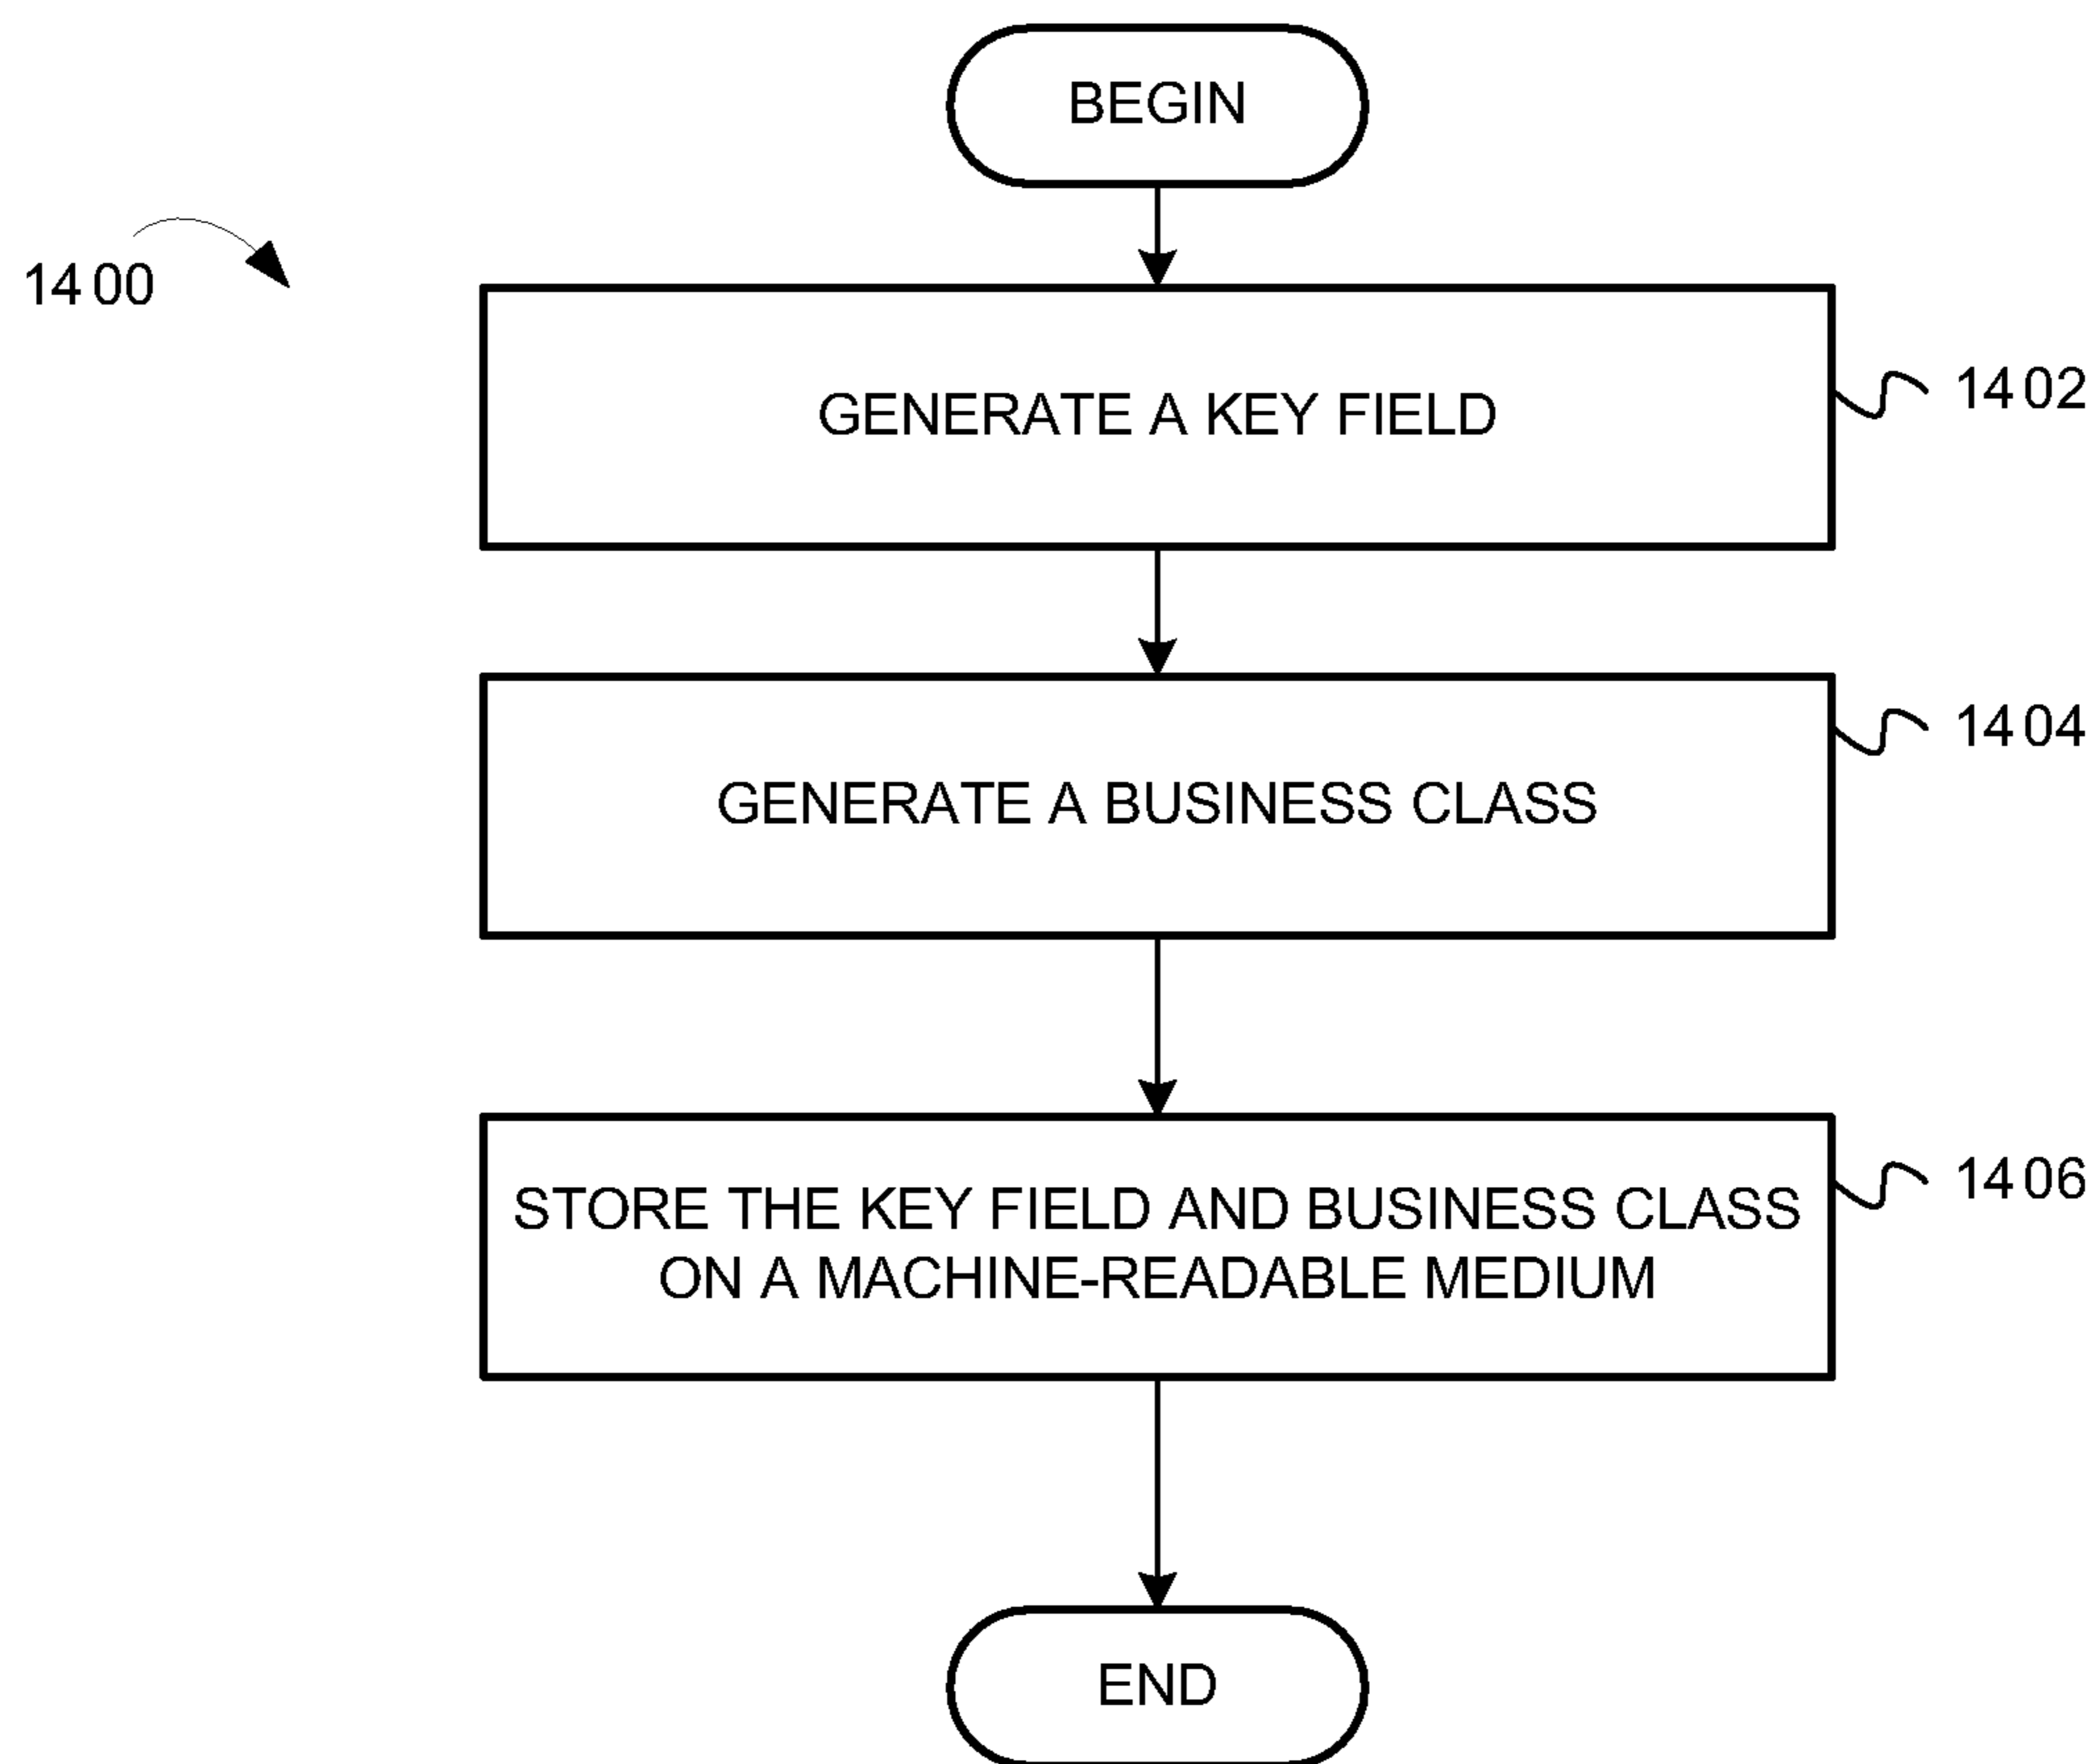 BEGIN
1400
GENERATE A KEY FIELD
1402
GENERATE A BUSINESS CLASS
1404
STORE THE KEY FIELD AND BUSINESS CLASS
ON A MACHINE-READABLE MEDIUM
1406
END